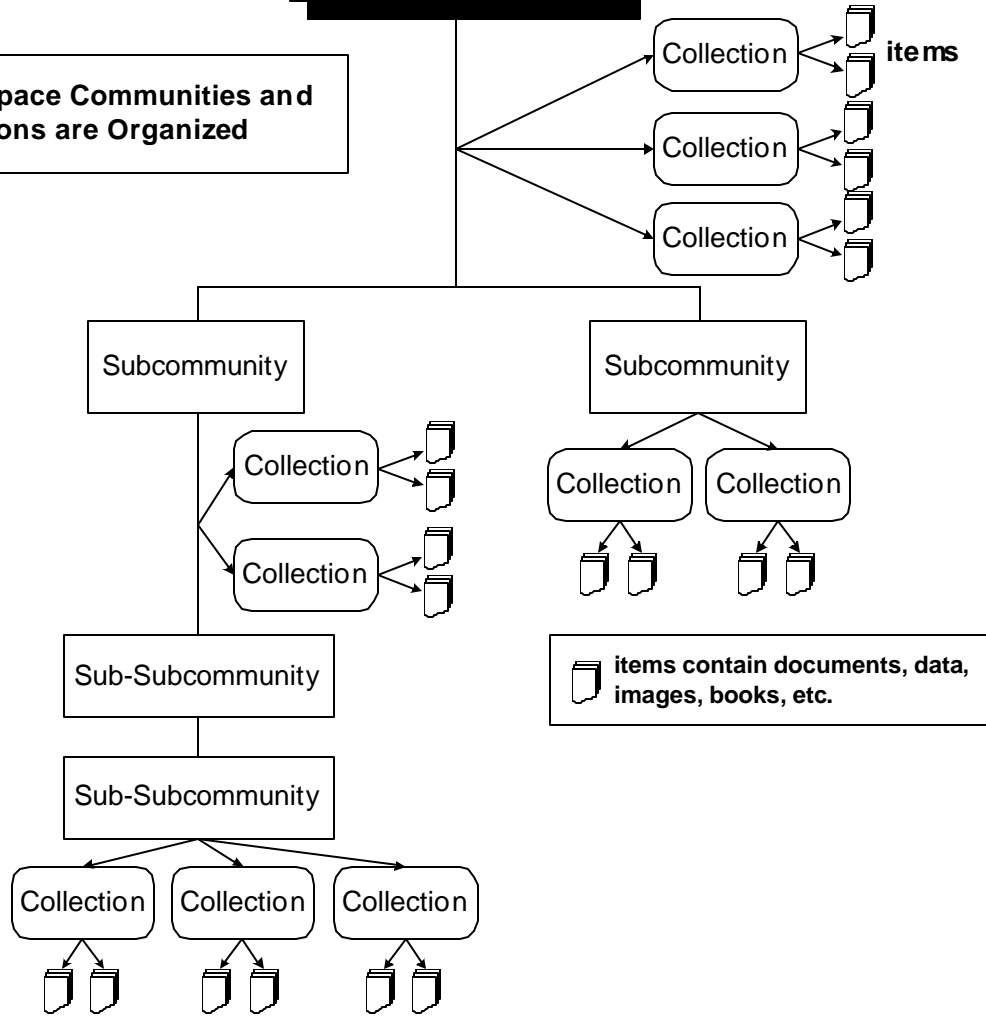 Collection
items
pace Communities and
ons are Organized
Collection
Collection
Subcommunity
Subcommunity
Collection
Collection
Collection
Collection
Sub-Subcommunity
items contain documents, data,
images, books, etc.
Sub-Subcommunity
Collection
Collection
Collection